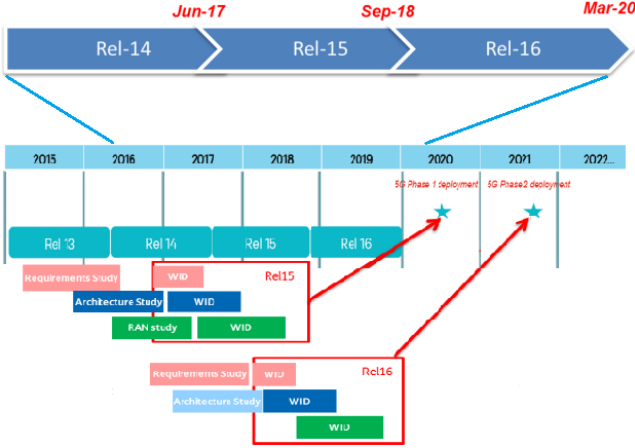 Jun-17 Sep-18 Mar-20
Rel-14 Rel-15 Rel-16
2015 2016 2017 2018 2019 2020 2021 2022...
5G Phase 1 deployment 5G Phase2 deployment
Rel 13 Rel 14 Rel 15 Rel 16
Requirements Study WID Rel15
Architecture Study WID
RAN study WID
Requirements Study WID Rel16
Architecture Study WID
WID